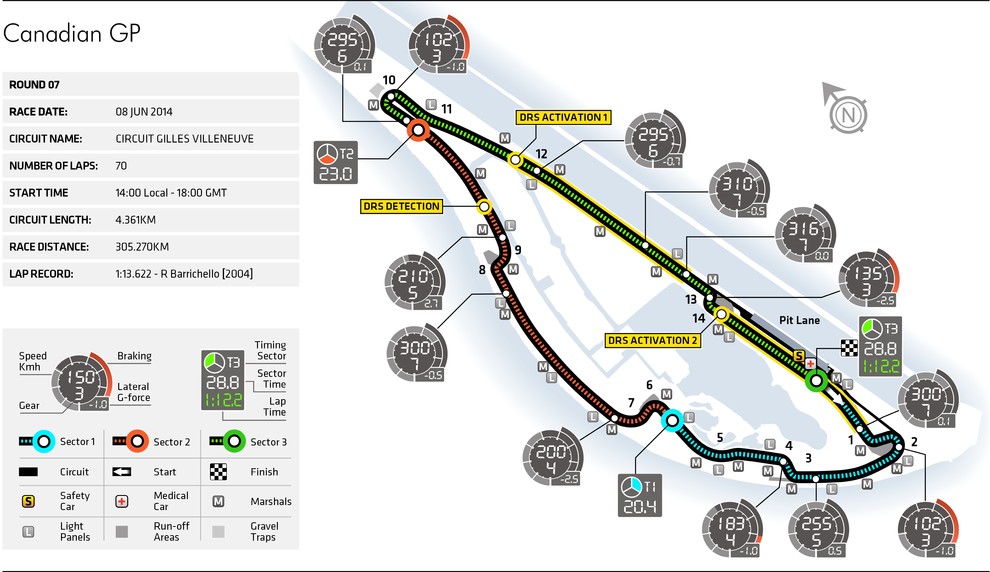 Canadian GP
ROUND 07
RACE DATE: 08 JUN 2014
CIRCUIT NAME: CIRCUIT GILLES VILLENEUVE
NUMBER OF LAPS: 70
START TIME 14:00 Local - 18:00 GMT
CIRCUIT LENGTH: 4.361KM
RACE DISTANCE: 305.270KM
LAP RECORD: 1:13.622 - R Barrichello [2004]
Speed
Kmh
Gear
150
3
-1.0
Braking
Lateral
G-force
T3
28.8
1:12.2
Timing
Sector
Sector
Time
Lap
Time
Sector 1
Sector 2
Sector 3
Circuit
Start
Finish
S
Safety
Car
Medical
Car
M
Marshals
L
Light
Panels
Run-off
Areas
Gravel
Traps
295
6
0.1
102
3
-1.0
10
M
L
11
T2
23.0
DRS ACTIVATION 1
M
12
L
M
295
6
-0.7
M
DRS DETECTION
310
7
-0.5
M
L
9
8
M
210
5
2.7
L
M
316
7
0.0
L
M
M
13
14
135
3
-2.5
300
7
-0.5
DRS ACTIVATION 2
M
L
Pit Lane
S
T3
28.8
1:12.2
M
L
M
L
6
7
L
M
200
4
-2.5
M
L
T1
20.4
M
L
5
M
L
4
L
M
3
L
M
1
2
M
L
300
7
0.1
183
4
-1.0
255
5
0.5
102
3
-1.0
N